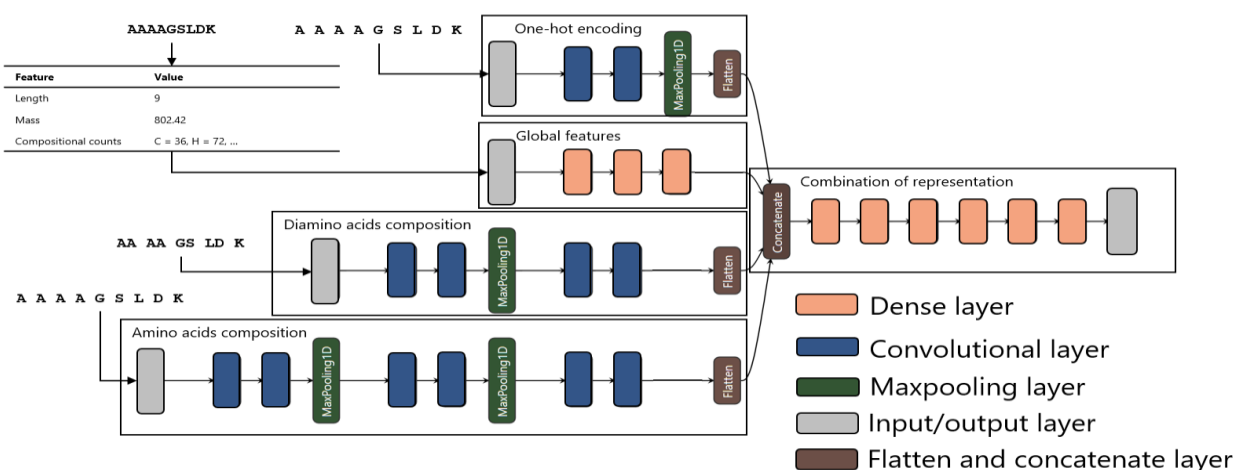 AAAAGSLDK
Feature Value
Length 9
Mass 802.42
Compositional counts C = 36, H = 72, ...
A A A A G S L D K
One-hot encoding
MaxPooling1D
Flatten
Global features
AA AA GS LD K
Diamino acids composition
MaxPooling1D
Flatten
A A A A G S L D K
Amino acids composition
MaxPooling1D
MaxPooling1D
Flatten
Concatenate
Combination of representation
Dense layer
Convolutional layer
Maxpooling layer
Input/output layer
Flatten and concatenate layer